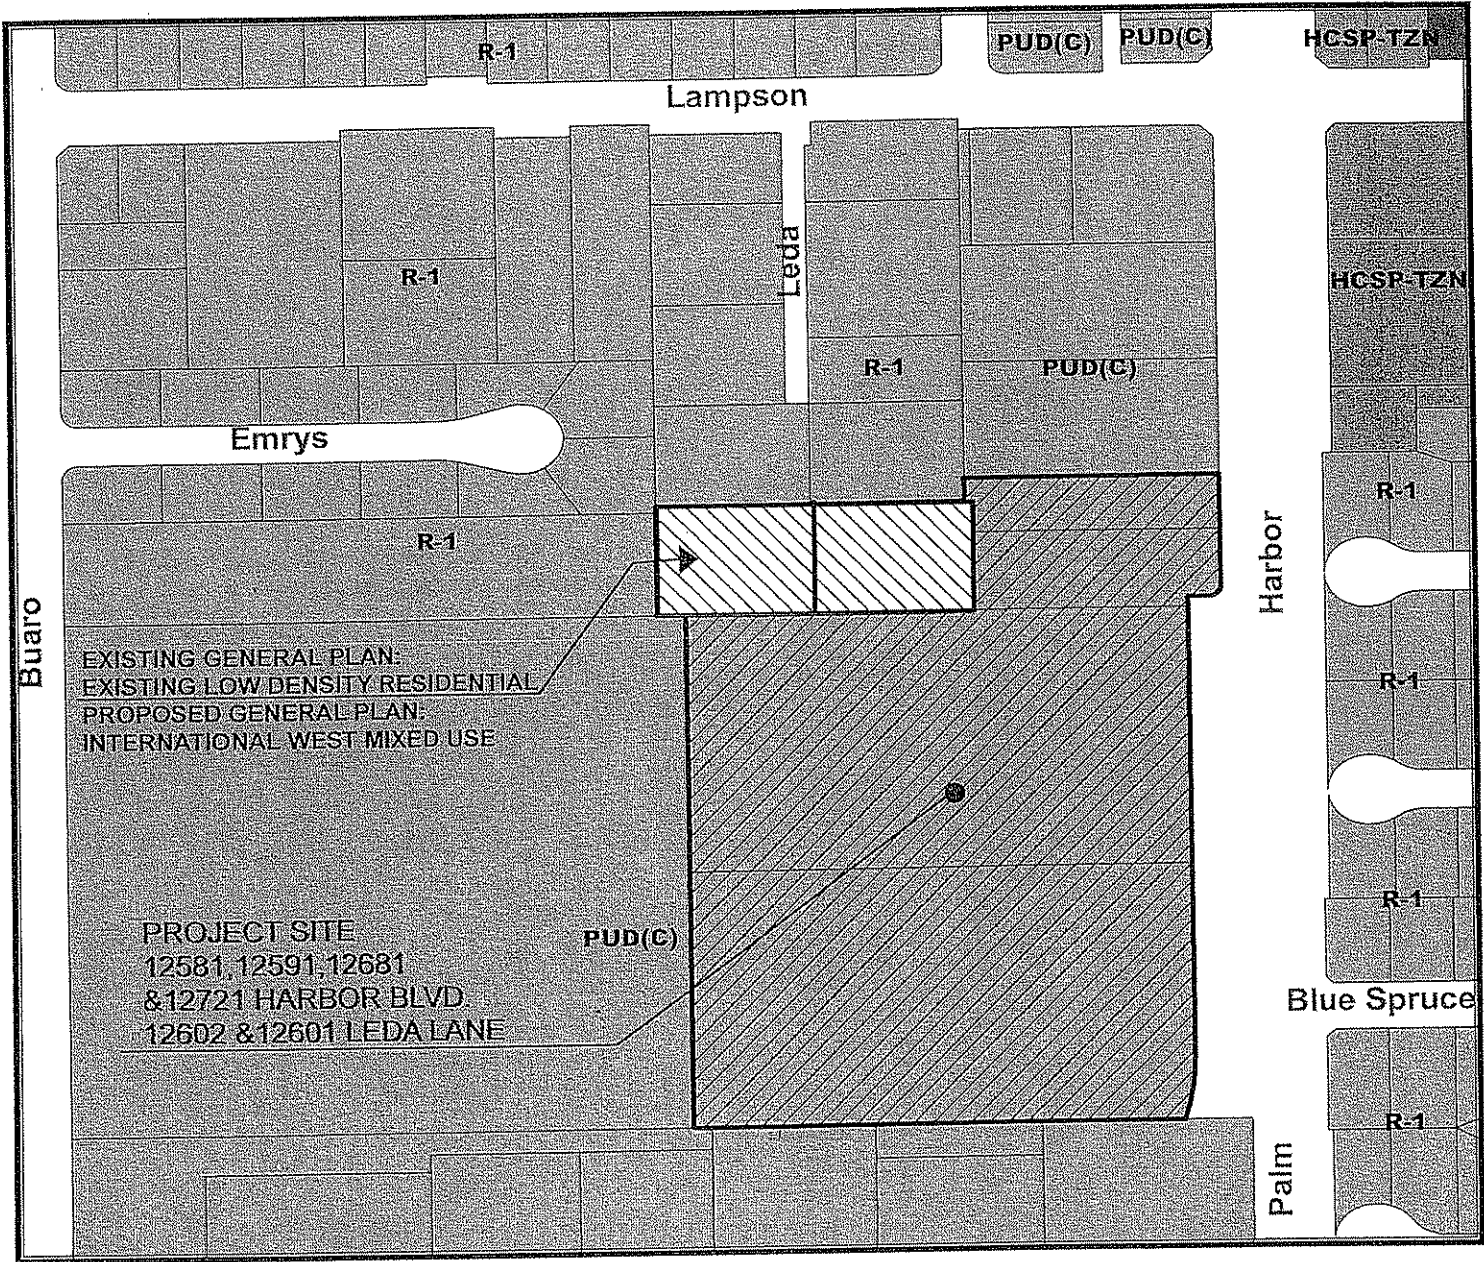 R-1
PUD(C)
PUD(C)
HCSP-TZN
Lampson
Leda
R-1
HCSP-TZN
R-1
PUD(C)
Emrys
R-1
R-1
Harbor
Buaro
EXISTING GENERAL PLAN:
EXISTING LOW DENSITY RESIDENTIAL
PROPOSED GENERAL PLAN:
INTERNATIONAL WEST MIXED USE
R-1
R-1
PROJECT SITE
12581,12591,12681
&12721 HARBOR BLVD
12602 &12601 LEDA LANE
PUD(C)
Blue Spruce
R-1
Palm